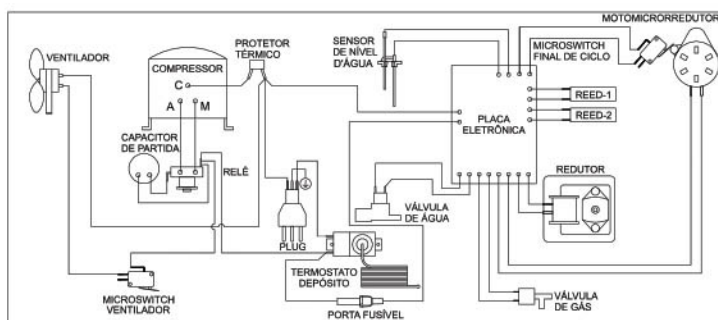 VENTILADOR
COMPRESSOR
C
A
M
PROTETOR
TÉRMICO
SENSOR
DE NÍVEL
D'ÁGUA
MICROSWITCH
FINAL DE CICLO
MOTOMICRORREDUTOR
CAPACITOR
DE PARTIDA
RELÊ
PLACA
ELETRÔNICA
REED-1
REED-2
REDUTOR
VÁLVULA
DE ÁGUA
PLUG
TERMOSTATO
DEPÓSITO
PORTA FUSÍVEL
MICROSWITCH
VENTILADOR
VÁLVULA
DE GÁS